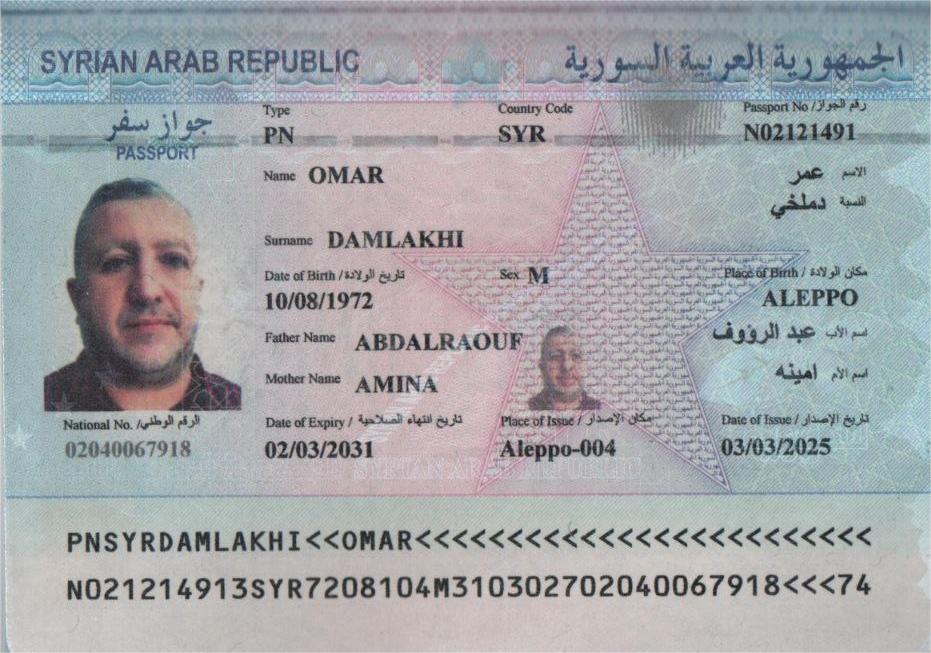 SYRIAN ARAB REPUBLIC
الجمهورية العربية السورية
جواز سفر
PASSPORT
Type
PN
Country Code
SYR
Passport No / رقم الجواز
N02121491
Name OMAR
الاسم عمر
النسبة دملخي
Surname DAMLAKHI
Date of Birth / تاريخ الولادة
10/08/1972
Sex M
Place of Birth / مكان الولادة
ALEPPO
Father Name ABDALRAOUF
اسم الأب عبد الرؤوف
Mother Name AMINA
اسم الأم امينه
National No. / الرقم الوطني
02040067918
Date of Expiry / تاريخ انتهاء الصلاحية
02/03/2031
Place of Issue / مكان الإصدار
Aleppo-004
Date of Issue / تاريخ الإصدار
03/03/2025
SYRIAN ARAB REPUBLIC
PNSYRDAMLAKHI<<OMAR<<<<<<<<<<<<<<<<<<<<<<<<<
N021214913SYR7208104M310302702040067918<<<74